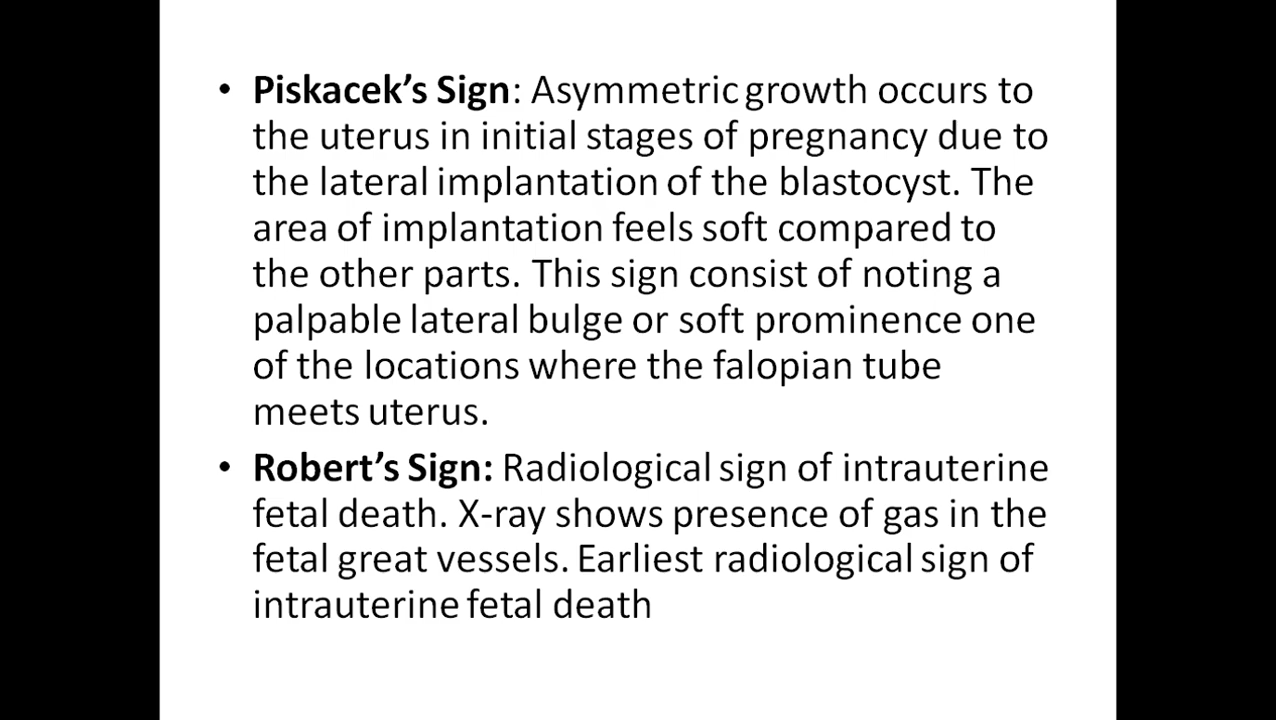 • Piskacek’s Sign: Asymmetric growth occurs to
the uterus in initial stages of pregnancy due to
the lateral implantation of the blastocyst. The
area of implantation feels soft compared to
the other parts. This sign consist of noting a
palpable lateral bulge or soft prominence one
of the locations where the falopian tube
meets uterus.
• Robert’s Sign: Radiological sign of intrauterine
fetal death. X-ray shows presence of gas in the
fetal great vessels. Earliest radiological sign of
intrauterine fetal death